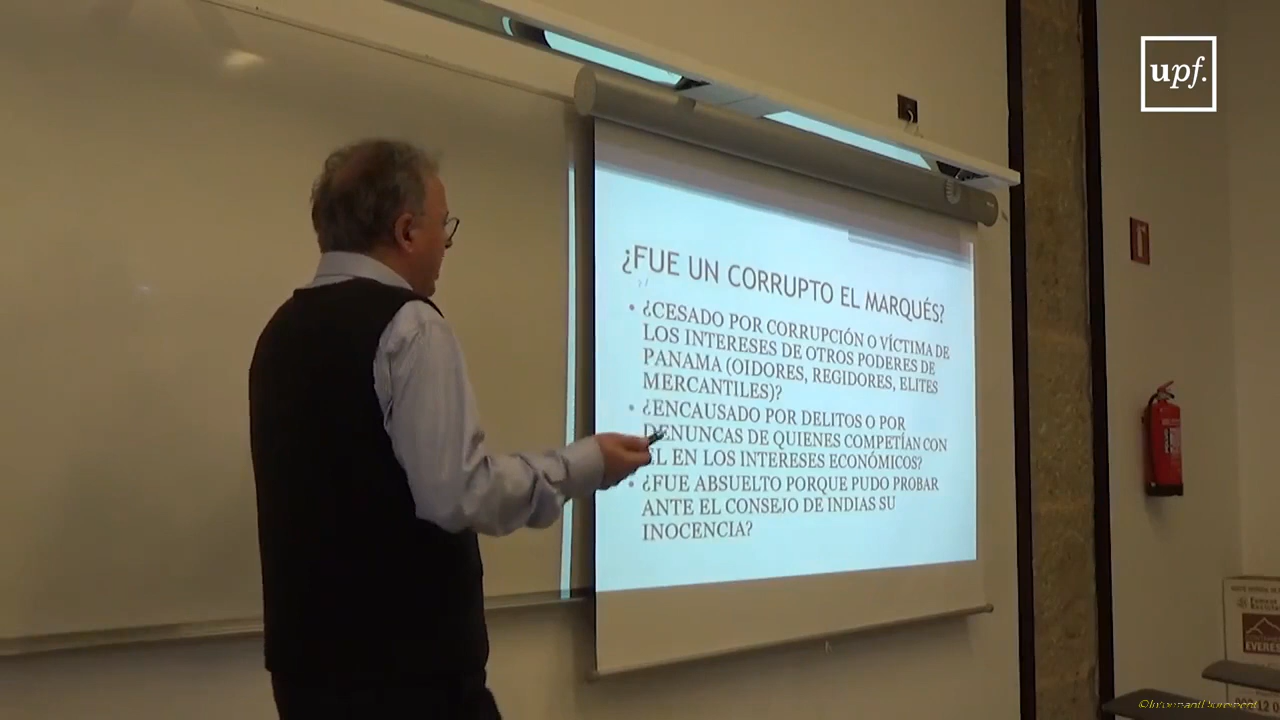 upf.
¿FUE UN CORRUPTO EL MARQUÉS?
• ¿CESADO POR CORRUPCIÓN O VÍCTIMA DE
LOS INTERESES DE OTROS PODERES DE
PANAMA (OIDORES, REGIDORES, ELITES
MERCANTILES)?
• ¿ENCAUSADO POR DELITOS O POR
DENUNCAS DE QUIENES COMPETÍAN CON
ÉL EN LOS INTERESES ECONÓMICOS?
• ¿FUE ABSUELTO PORQUE PUDO PROBAR
ANTE EL CONSEJO DE INDIAS SU
INOCENCIA?